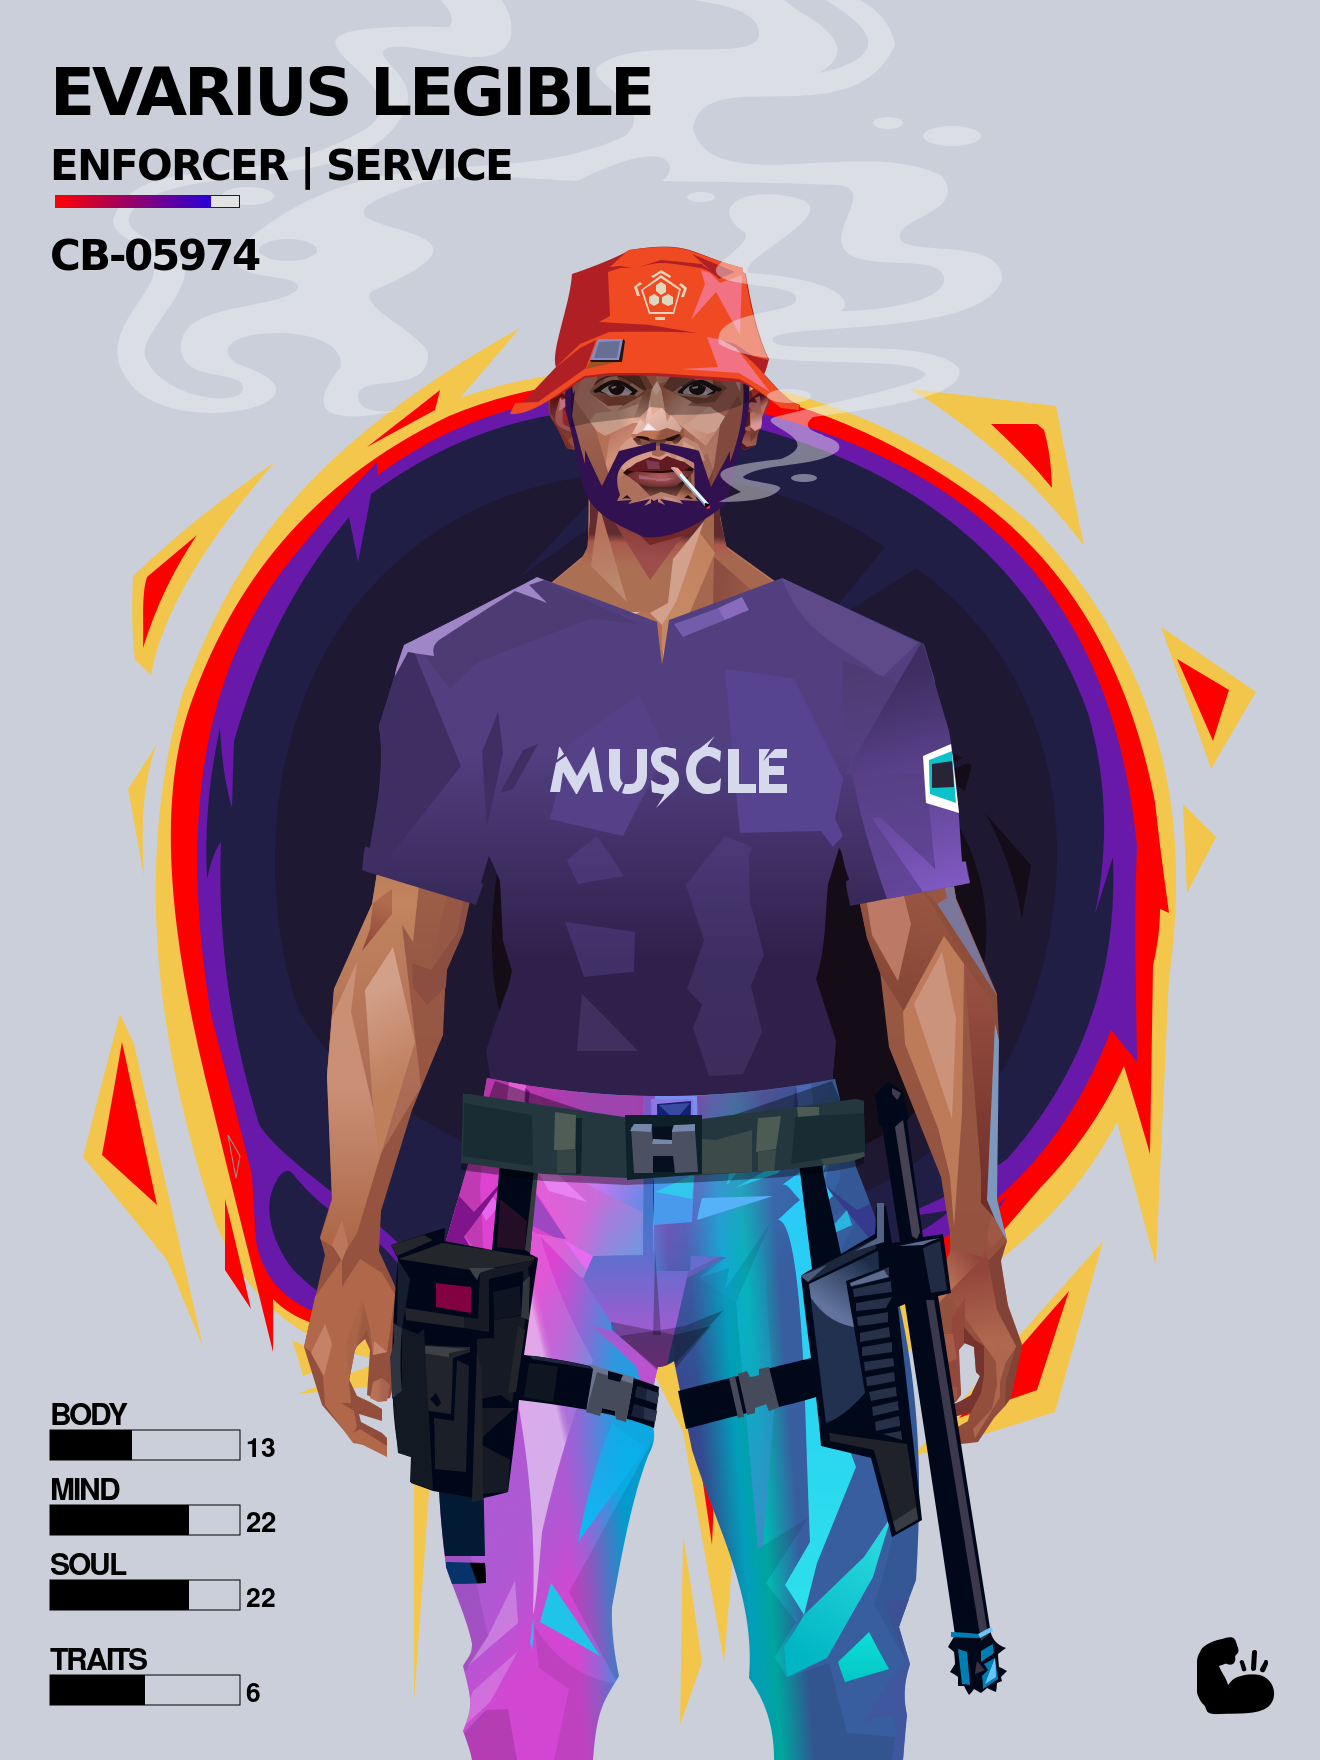 EVARIUS LEGIBLE
ENFORCER | SERVICE
CB-05974
MUSCLE
BODY
13
MIND
22
SOUL
22
TRAITS
6